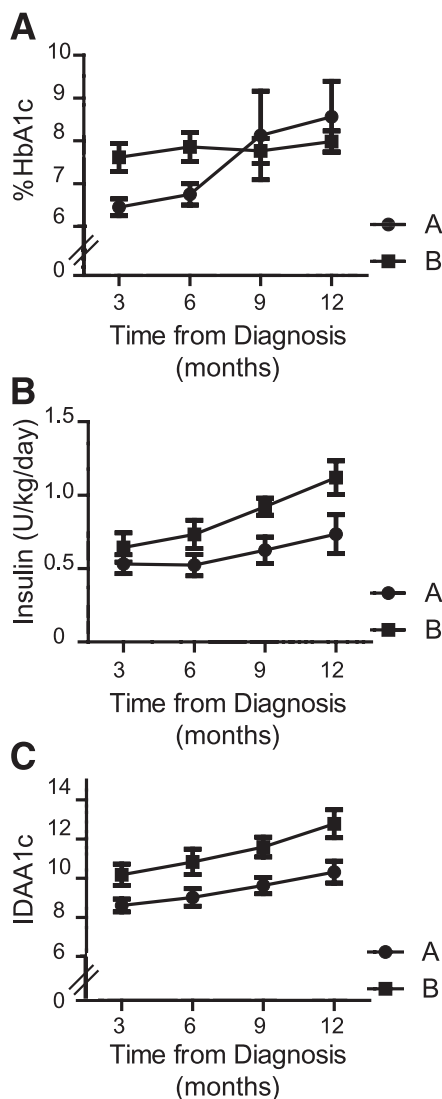 A
%HbA1c
10
9
8
7
6
0
3 6 9 12
Time from Diagnosis
(months)
A
B
B
Insulin (U/kg/day)
1.5
1.0
0.5
0
3 6 9 12
Time from Diagnosis
(months)
A
B
C
IDAA1c
14
12
10
8
6
0
3 6 9 12
Time from Diagnosis
(months)
A
B